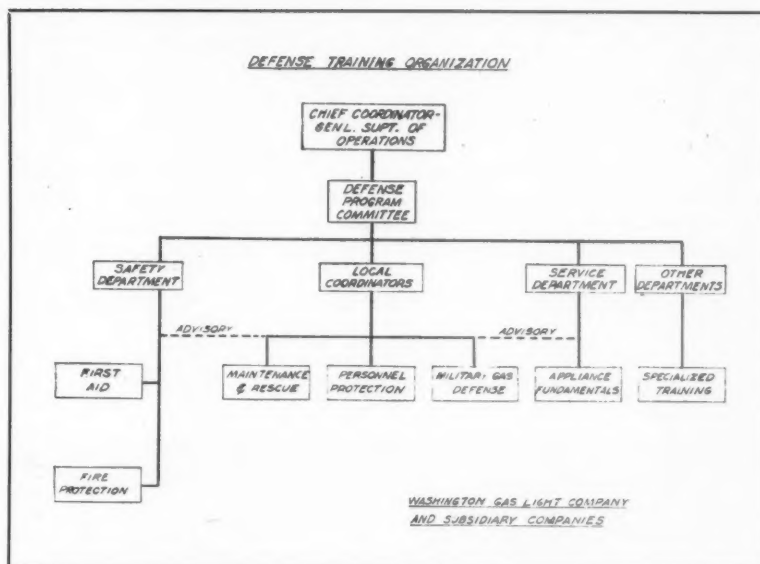 DEFENSE TRAINING ORGANIZATION
CHIEF COORDINATOR-
GENL. SUPT. OF
OPERATIONS
DEFENSE
PROGRAM
COMMITTEE
SAFETY
DEPARTMENT
LOCAL
COORDINATORS
SERVICE
DEPARTMENT
OTHER
DEPARTMENTS
ADVISORY
ADVISORY
FIRST
AID
MAINTENANCE
& RESCUE
PERSONNEL
PROTECTION
MILITARY GAS
DEFENSE
APPLIANCE
FUNDAMENTALS
SPECIALIZED
TRAINING
FIRE
PROTECTION
WASHINGTON GAS LIGHT COMPANY
AND SUBSIDIARY COMPANIES